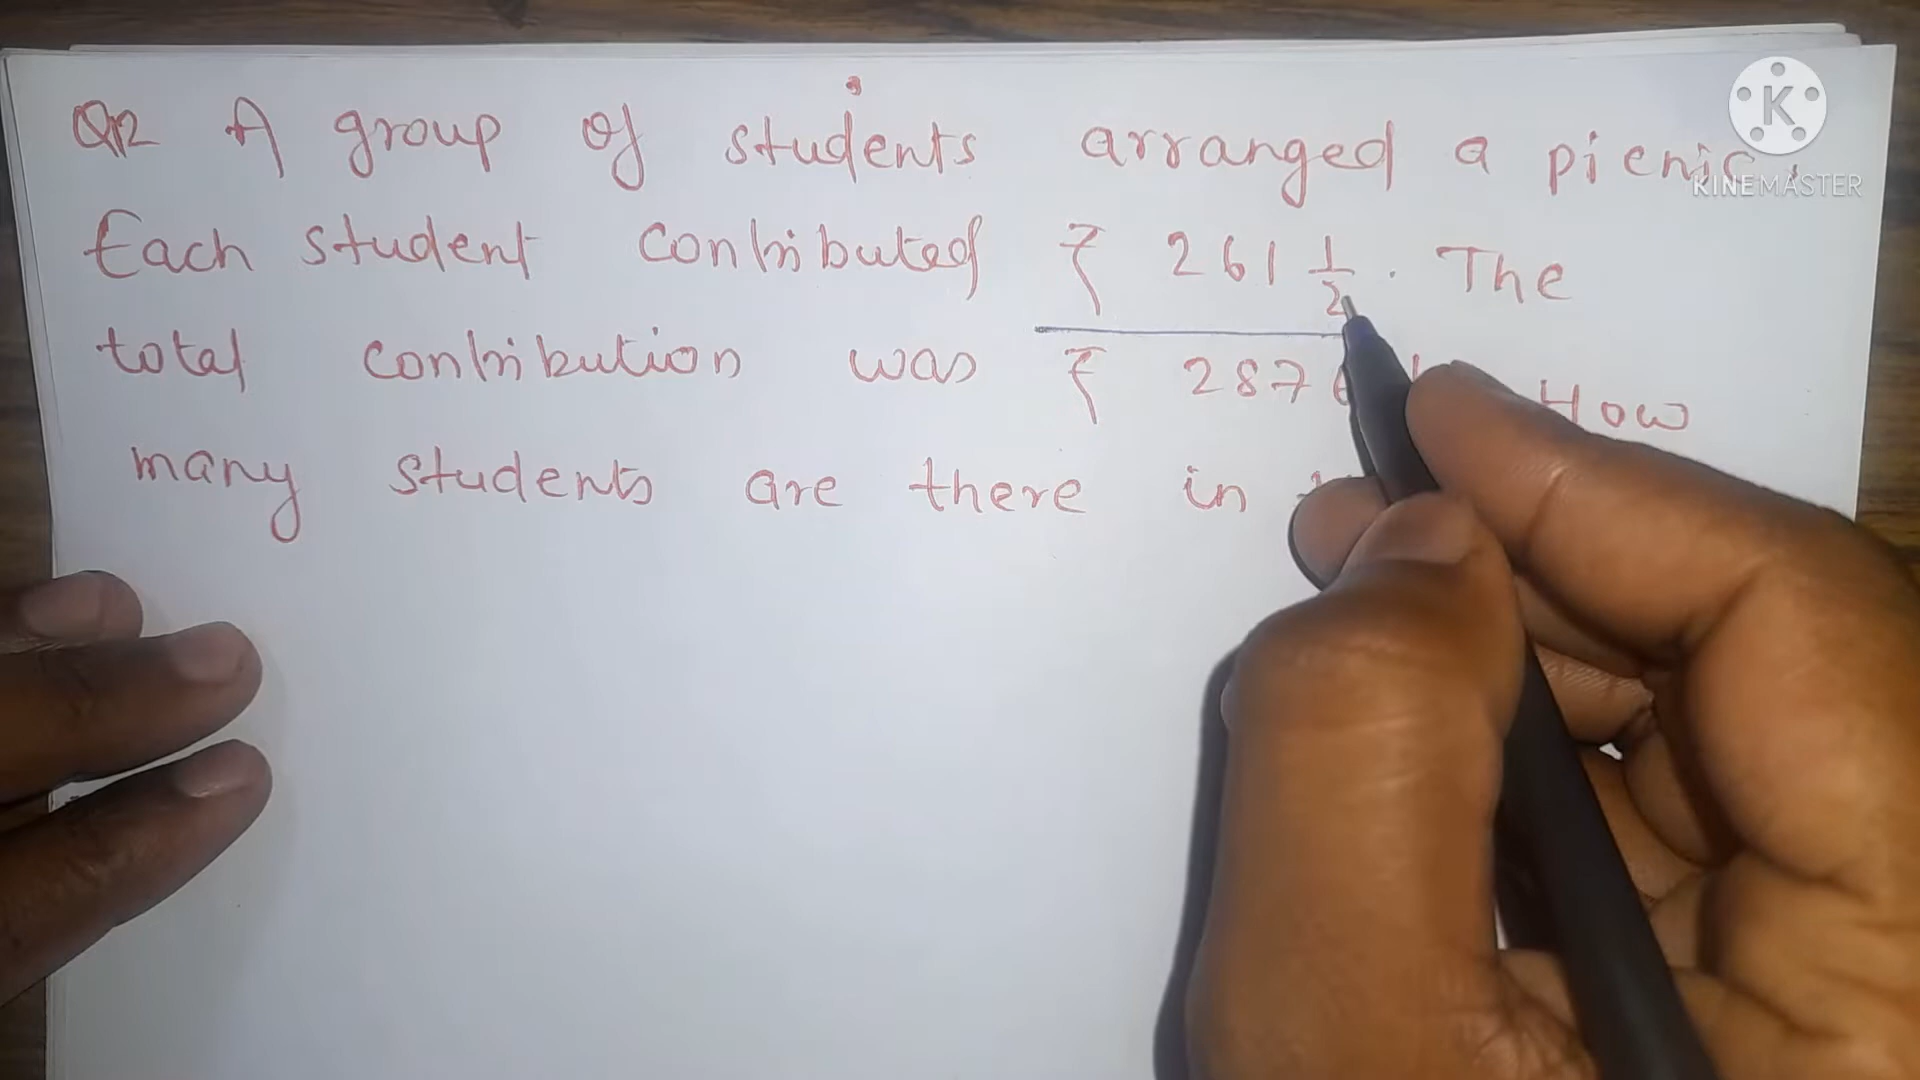 Q12 A group of students arranged a picnic.
KINEMASTER
Each student contributed ₹ 261 1/2 . The
total contribution was ₹ 287 How
many students are there in